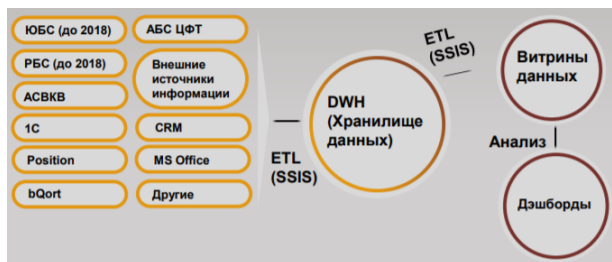 ЮБС (до 2018)
АБС ЦФТ
РБС (до 2018)
Внешние
источники
информации
АСВКВ
1С
CRM
Position
MS Office
bQort
Другие
ETL
(SSIS)
DWH
(Хранилище
данных)
ETL
(SSIS)
Витрины
данных
Анализ
Дэшборды